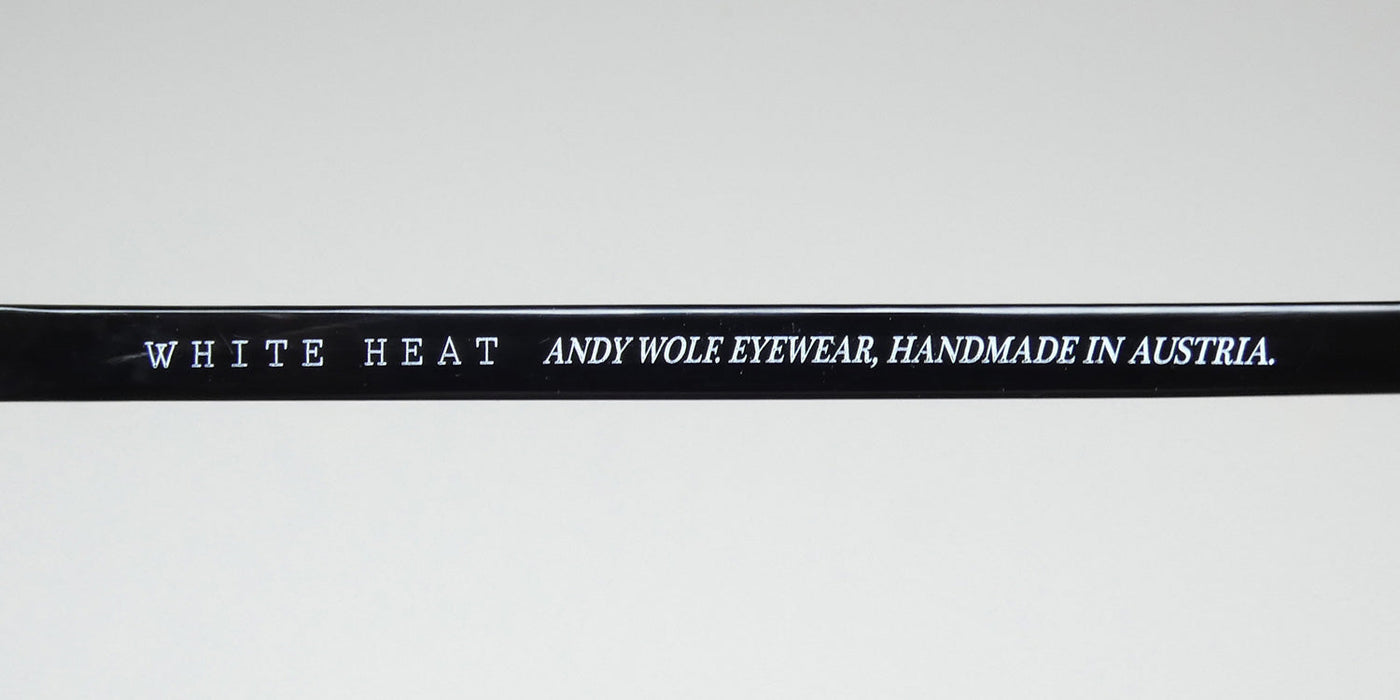 WHITE HEAT ANDY WOLF. EYEWEAR, HANDMADE IN AUSTRIA.